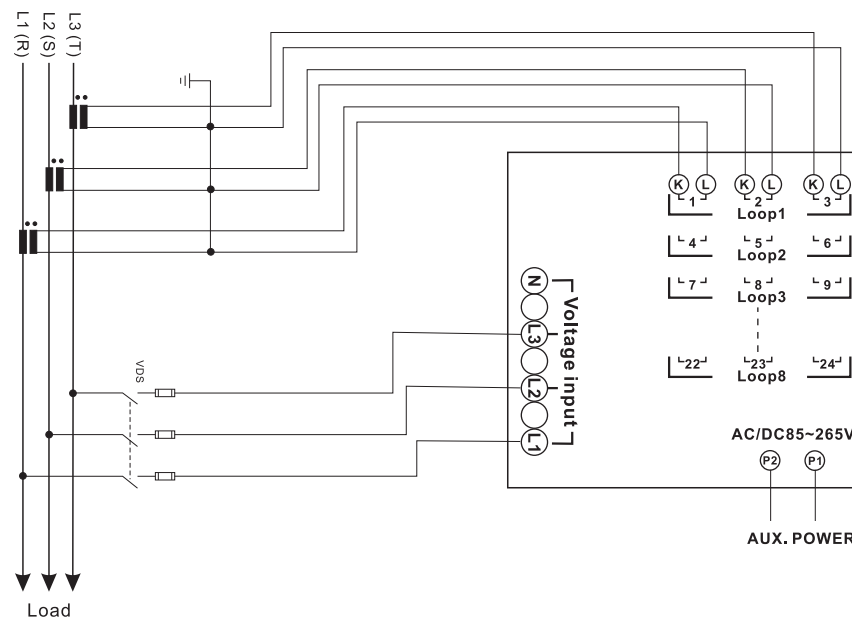 L1 (R)
L2 (S)
L3 (T)
K L K L K L
1 2 3
Loop1
4 5 6
Loop2
7 8 9
Loop3
22 23 24
Loop8
N
L3
L2
L1
Voltage input
VDS
AC/DC85~265V
P2 P1
AUX. POWER
Load